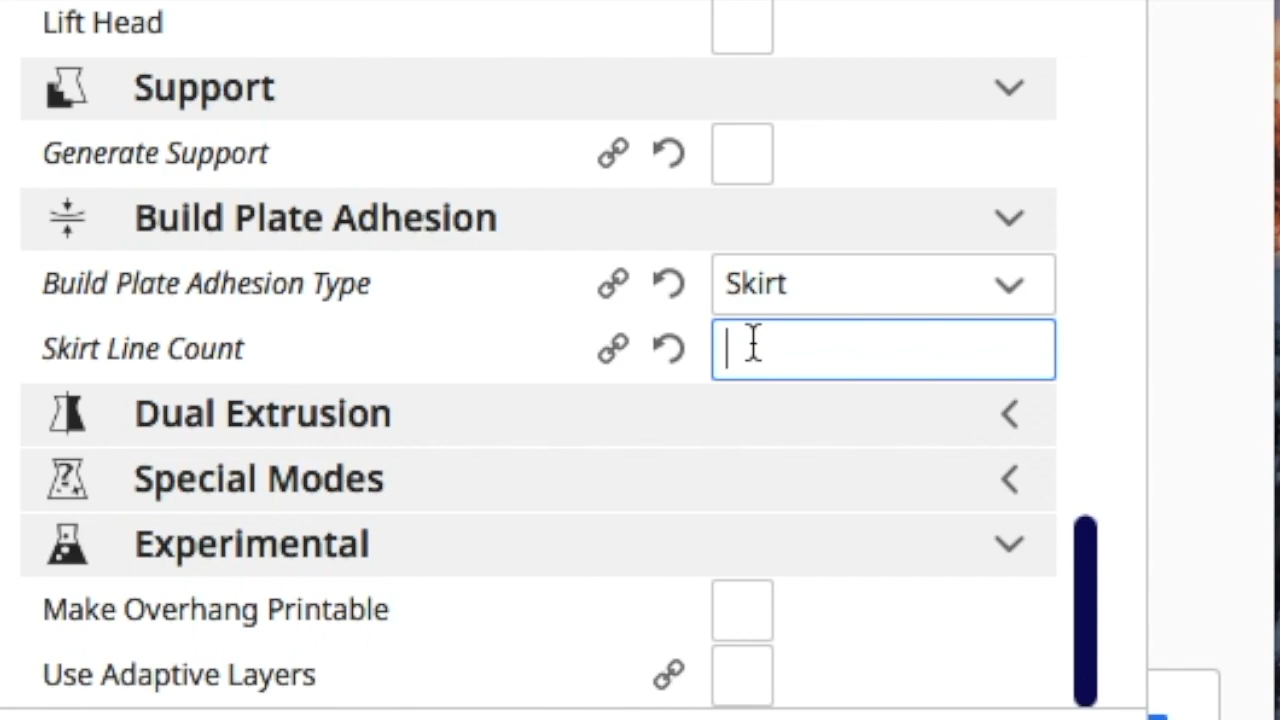 Lift Head
Support
Generate Support
Build Plate Adhesion
Build Plate Adhesion Type Skirt
Skirt Line Count
Dual Extrusion
Special Modes
Experimental
Make Overhang Printable
Use Adaptive Layers